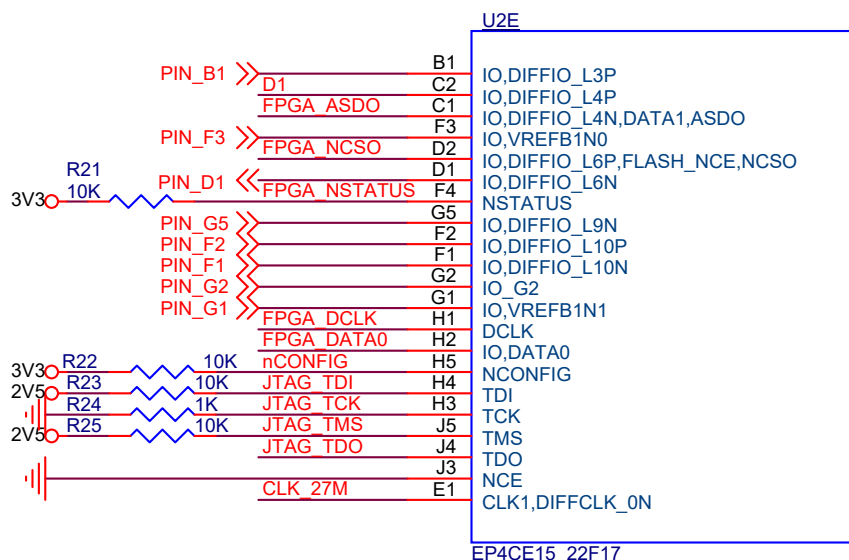 U2E
PIN_B1 B1 IO,DIFFIO_L3P
D1 C2 IO,DIFFIO_L4P
FPGA_ASDO C1 IO,DIFFIO_L4N,DATA1,ASDO
PIN_F3 F3 IO,VREFB1N0
FPGA_NCSO D2 IO,DIFFIO_L6P,FLASH_NCE,NCSO
R21 PIN_D1 D1 IO,DIFFIO_L6N
3V3 10K FPGA_NSTATUS F4 NSTATUS
PIN_G5 G5 IO,DIFFIO_L9N
PIN_F2 F2 IO,DIFFIO_L10P
PIN_F1 F1 IO,DIFFIO_L10N
PIN_G2 G2 IO_G2
PIN_G1 G1 IO,VREFB1N1
FPGA_DCLK H1 DCLK
FPGA_DATA0 H2 IO,DATA0
3V3 R22 10K nCONFIG H5 NCONFIG
2V5 R23 10K JTAG_TDI H4 TDI
R24 1K JTAG_TCK H3 TCK
2V5 R25 10K JTAG_TMS J5 TMS
JTAG_TDO J4 TDO
J3 NCE
CLK_27M E1 CLK1,DIFFCLK_0N
EP4CE15_22F17